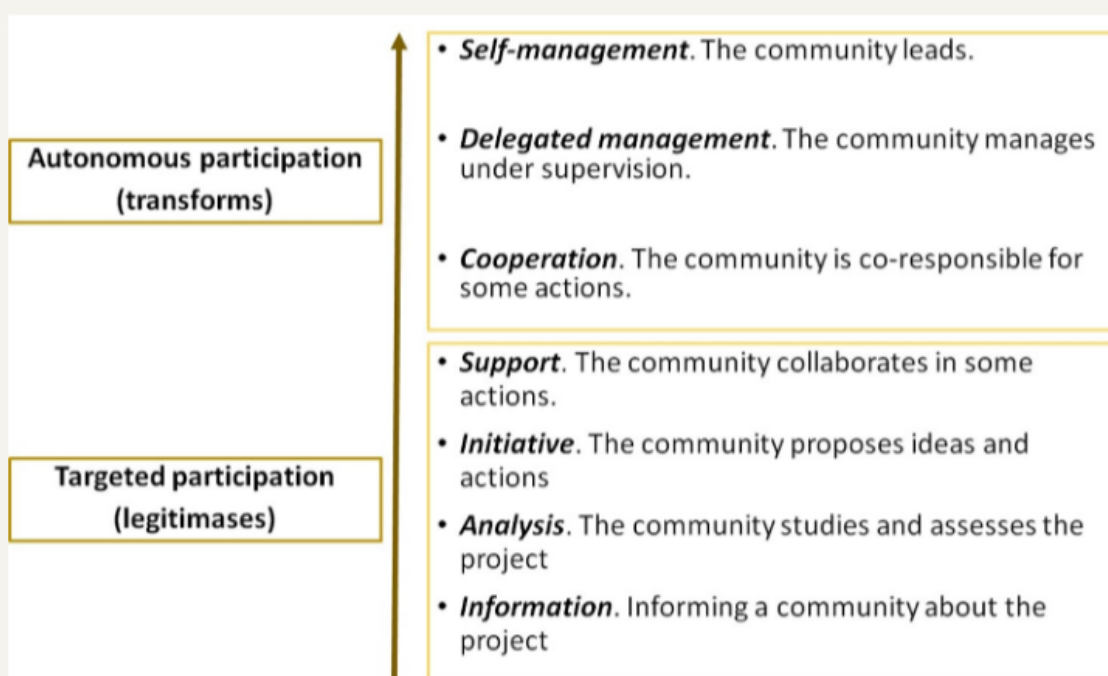 • Self-management. The community leads.
• Delegated management. The community manages
under supervision.
Autonomous participation
(transforms)
• Cooperation. The community is co-responsible for
some actions.
• Support. The community collaborates in some
actions.
• Initiative. The community proposes ideas and
actions
Targeted participation
(legitimases)
• Analysis. The community studies and assesses the
project
• Information. Informing a community about the
project